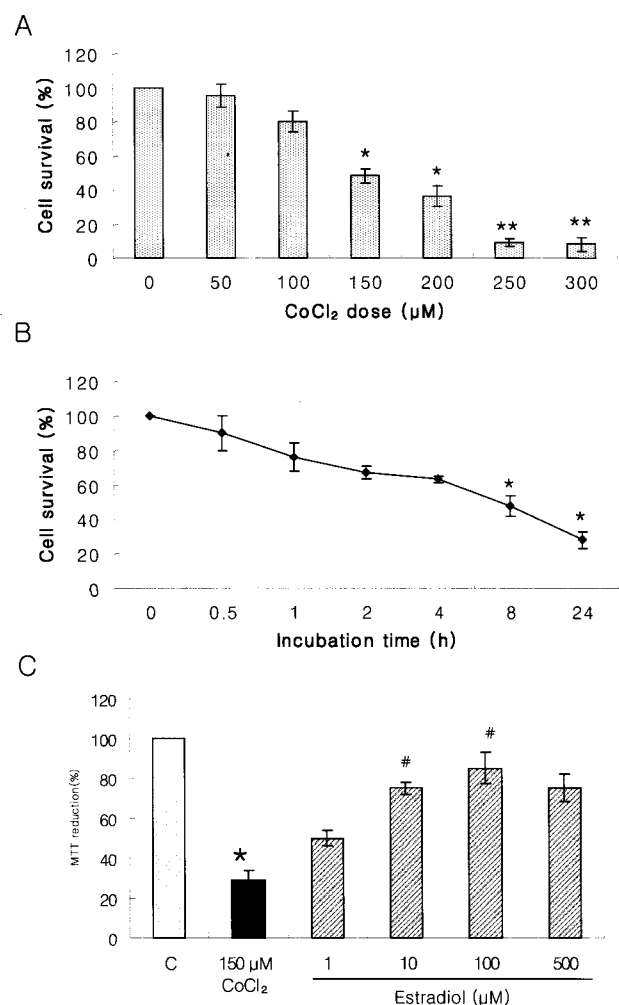 A
120
100
80
60
40
20
0
Cell survival (%)
*
*
**
**
0 50 100 150 200 250 300
CoCl₂ dose (µM)
B
120
100
80
60
40
20
0
Cell survival (%)
*
*
0 0.5 1 2 4 8 24
Incubation time (h)
C
120
100
80
60
40
20
0
MTT reduction(%)
*
#
#
C 150 µM 1 10 100 500
CoCl₂
Estradiol (µM)